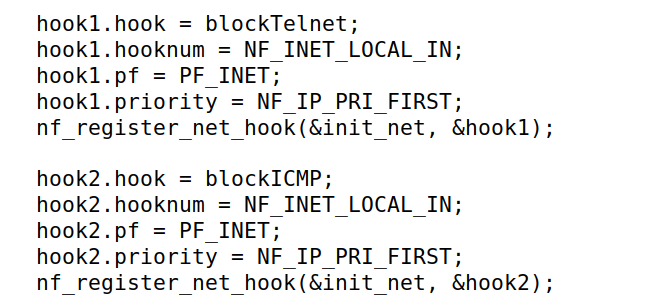 hook1.hook = blockTelnet;
hook1.hooknum = NF_INET_LOCAL_IN;
hook1.pf = PF_INET;
hook1.priority = NF_IP_PRI_FIRST;
nf_register_net_hook(&init_net, &hook1);

hook2.hook = blockICMP;
hook2.hooknum = NF_INET_LOCAL_IN;
hook2.pf = PF_INET;
hook2.priority = NF_IP_PRI_FIRST;
nf_register_net_hook(&init_net, &hook2);